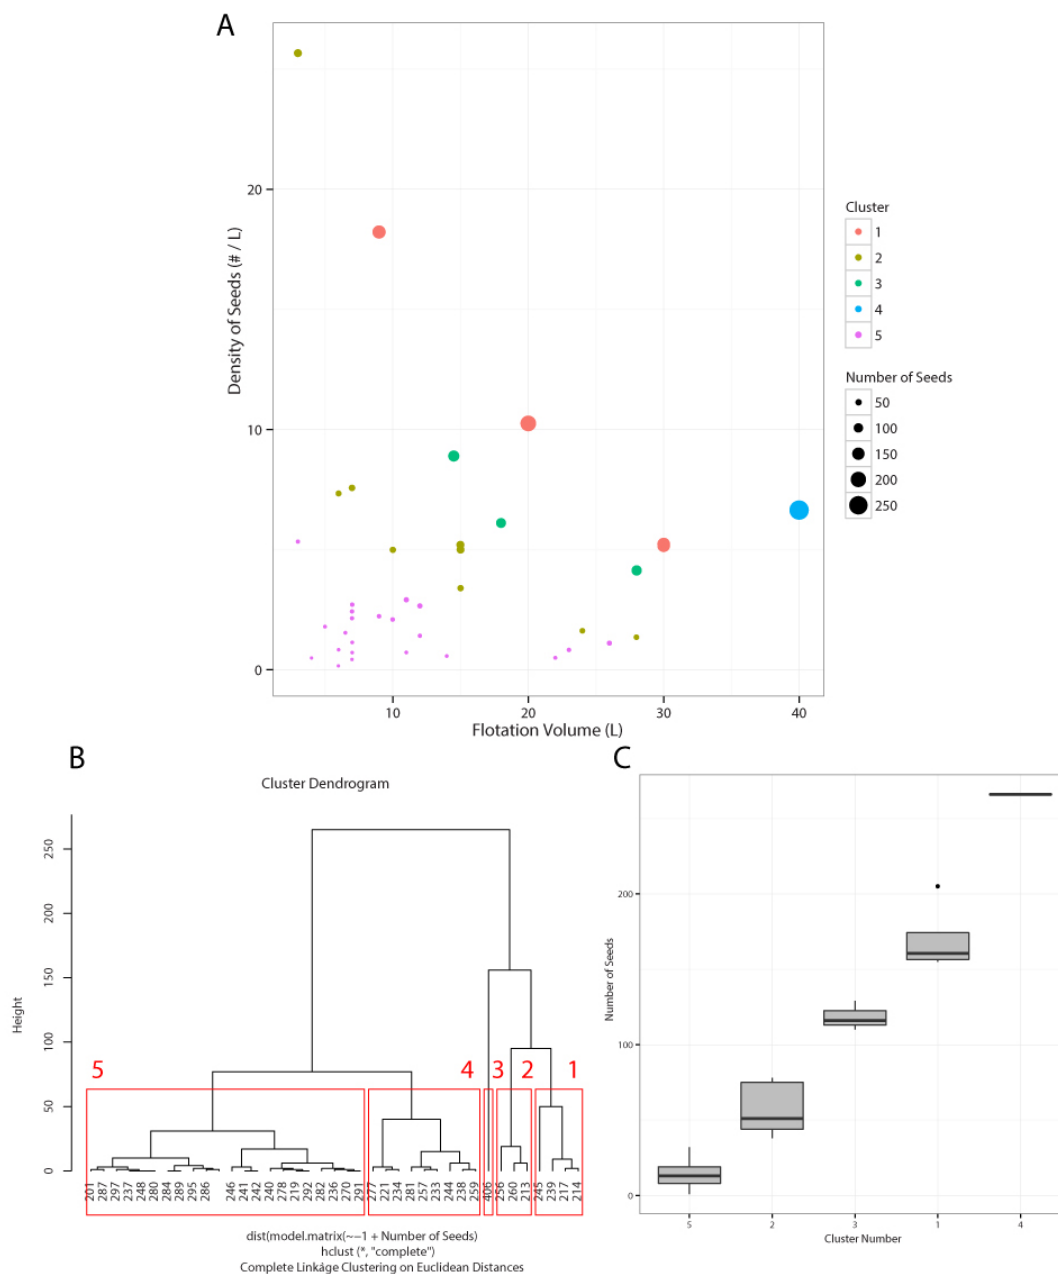 A
20
10
0
Density of Seeds (# / L)
10
20
30
40
Flotation Volume (L)
Cluster
1
2
3
4
5
Number of Seeds
50
100
150
200
250
B
Cluster Dendrogram
Height
250
200
150
100
50
0
5
4
3
2
1
201 287 297 237 248 280 284 289 295 286 246 241 242 240 278 219 292 282 236 270 291 277 221 234 281 257 233 244 238 259 406 256 260 213 245 239 217 214
dist(model.matrix(~−1 + Number of Seeds)
hclust (*, "complete")
Complete Linkage Clustering on Euclidean Distances
C
Number of Seeds
200
100
0
5
2
3
1
4
Cluster Number